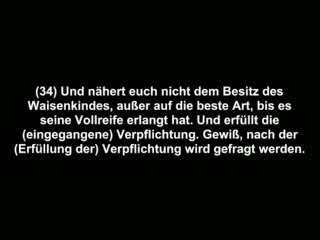 (34) Und nähert euch nicht dem Besitz des
Waisenkindes, außer auf die beste Art, bis es
seine Vollreife erlangt hat. Und erfüllt die
(eingegangene) Verpflichtung. Gewiß, nach der
(Erfüllung der) Verpflichtung wird gefragt werden.